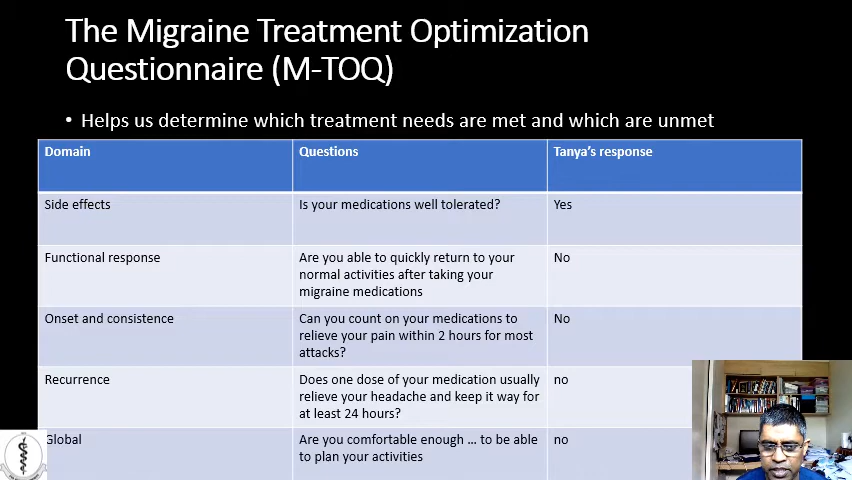 The Migraine Treatment Optimization
Questionnaire (M-TOQ)
• Helps us determine which treatment needs are met and which are unmet
Domain
Questions
Tanya's response
Side effects
Is your medications well tolerated?
Yes
Functional response
Are you able to quickly return to your
normal activities after taking your
migraine medications
No
Onset and consistence
Can you count on your medications to
relieve your pain within 2 hours for most
attacks?
No
Recurrence
Does one dose of your medication usually
relieve your headache and keep it way for
at least 24 hours?
no
Global
Are you comfortable enough … to be able
to plan your activities
no